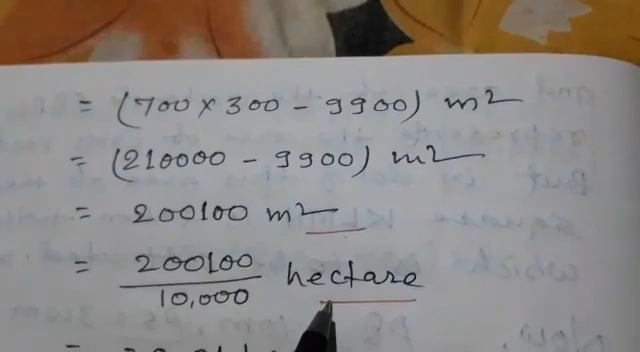 = (700 × 300 - 9900) m²
= (210000 - 9900) m²
= 200100 m²
= 200100
10,000 hectare